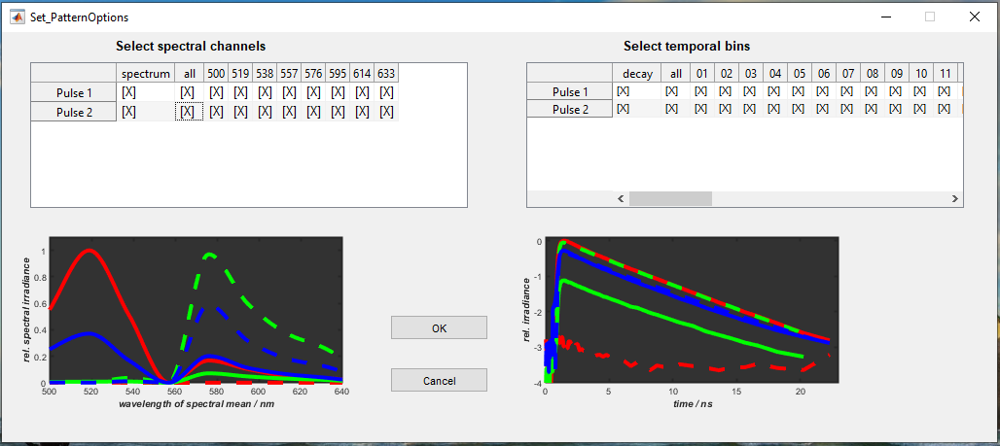 Set_PatternOptions
Select spectral channels
spectrum all 500 519 538 557 576 595 614 633
Pulse 1 [X] [X] [X] [X] [X] [X] [X] [X] [X] [X]
Pulse 2 [X] [X] [X] [X] [X] [X] [X] [X] [X] [X]
Select temporal bins
decay all 01 02 03 04 05 06 07 08 09 10 11
Pulse 1 [X] [X] [X] [X] [X] [X] [X] [X] [X] [X] [X] [X] [X]
Pulse 2 [X] [X] [X] [X] [X] [X] [X] [X] [X] [X] [X] [X] [X]
rel. spectral irradiance
1
0.8
0.6
0.4
0.2
0
500 520 540 560 580 600 620 640
wavelength of spectral mean / nm
OK
Cancel
rel. irradiance
0
-1
-2
-3
-4
0 5 10 15 20
time / ns